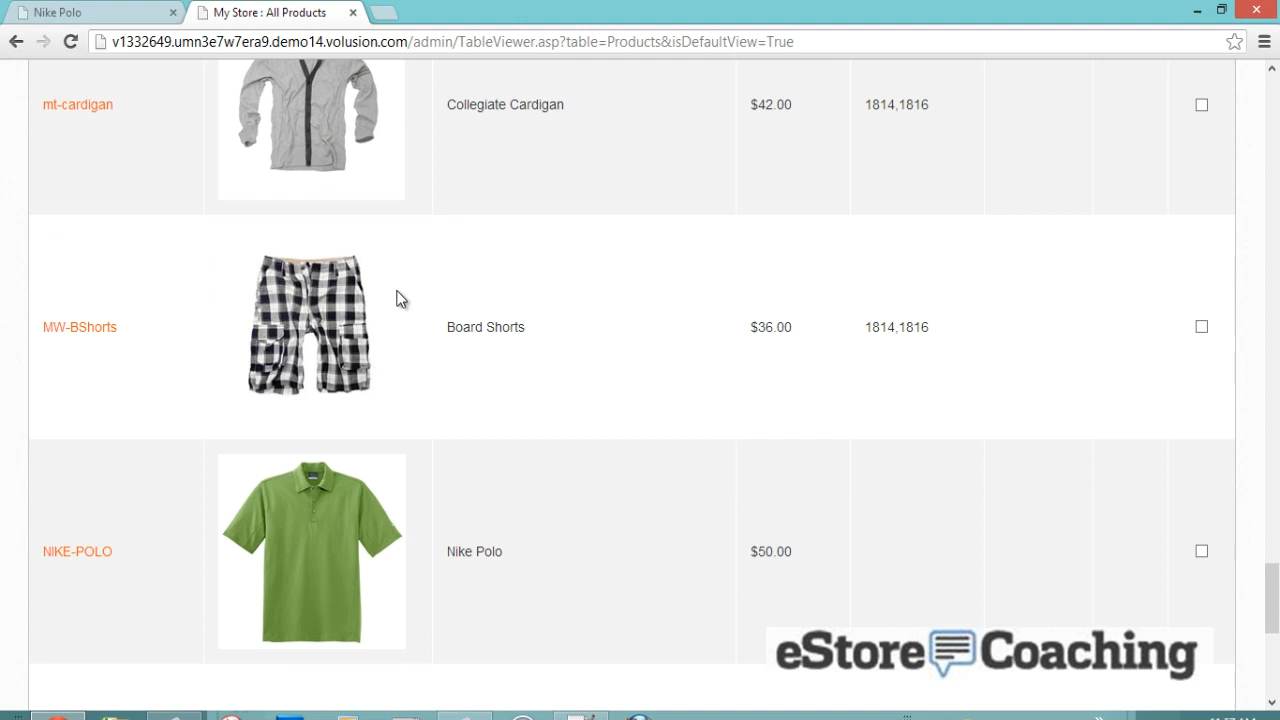 Nike Polo
My Store : All Products
v1332649.umn3e7w7era9.demo14.volusion.com/admin/TableViewer.asp?table=Products&isDefaultView=True
mt-cardigan
Collegiate Cardigan
$42.00
1814,1816
MW-BShorts
Board Shorts
$36.00
1814,1816
NIKE-POLO
Nike Polo
$50.00
eStore Coaching